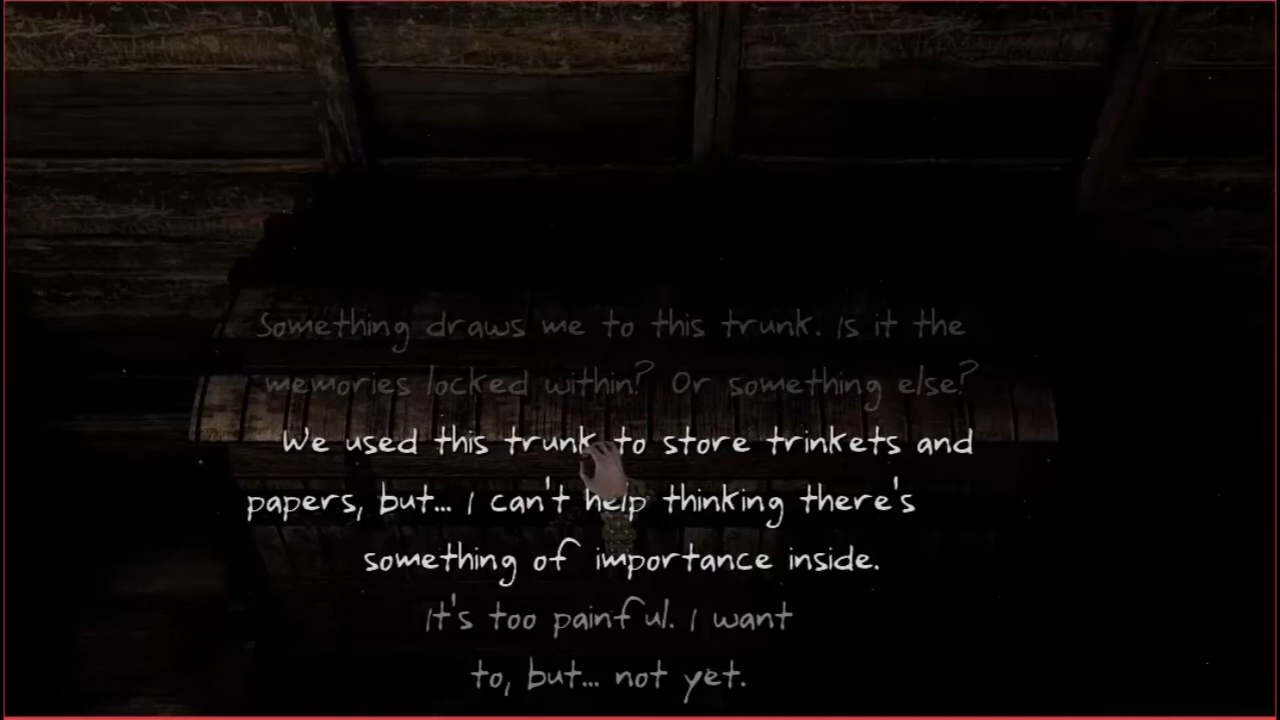 Something draws me to this trunk. Is it the
memories locked within? Or something else?
We used this trunk to store trinkets and
papers, but... I can't help thinking there's
something of importance inside.
It's too painful. I want
to, but... not yet.